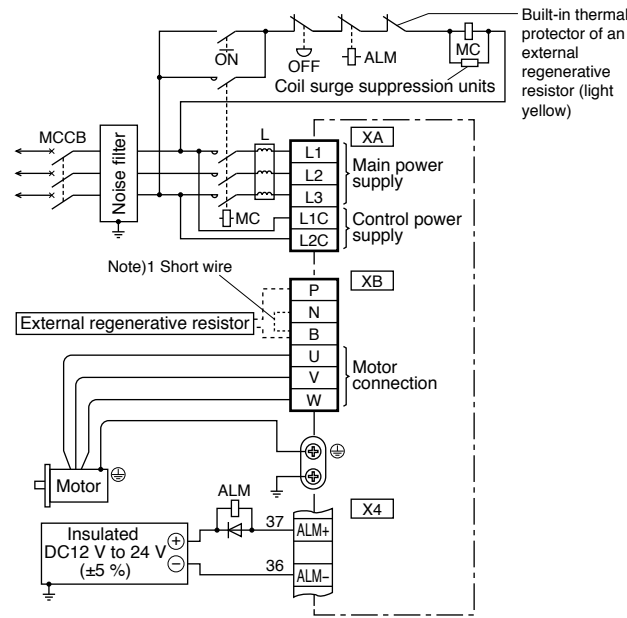 Built-in thermal
protector of an
external
regenerative
resistor (light
yellow)
ON
OFF
ALM
MC
Coil surge suppression units
MCCB
Noise filter
L
MC
XA
L1
L2
L3
L1C
L2C
Main power
supply
Control power
supply
Note)1 Short wire
XB
External regenerative resistor
P
N
B
U
V
W
Motor
connection
Motor
ALM
X4
Insulated
DC12 V to 24 V
(±5 %)
+
−
37
ALM+
36
ALM−